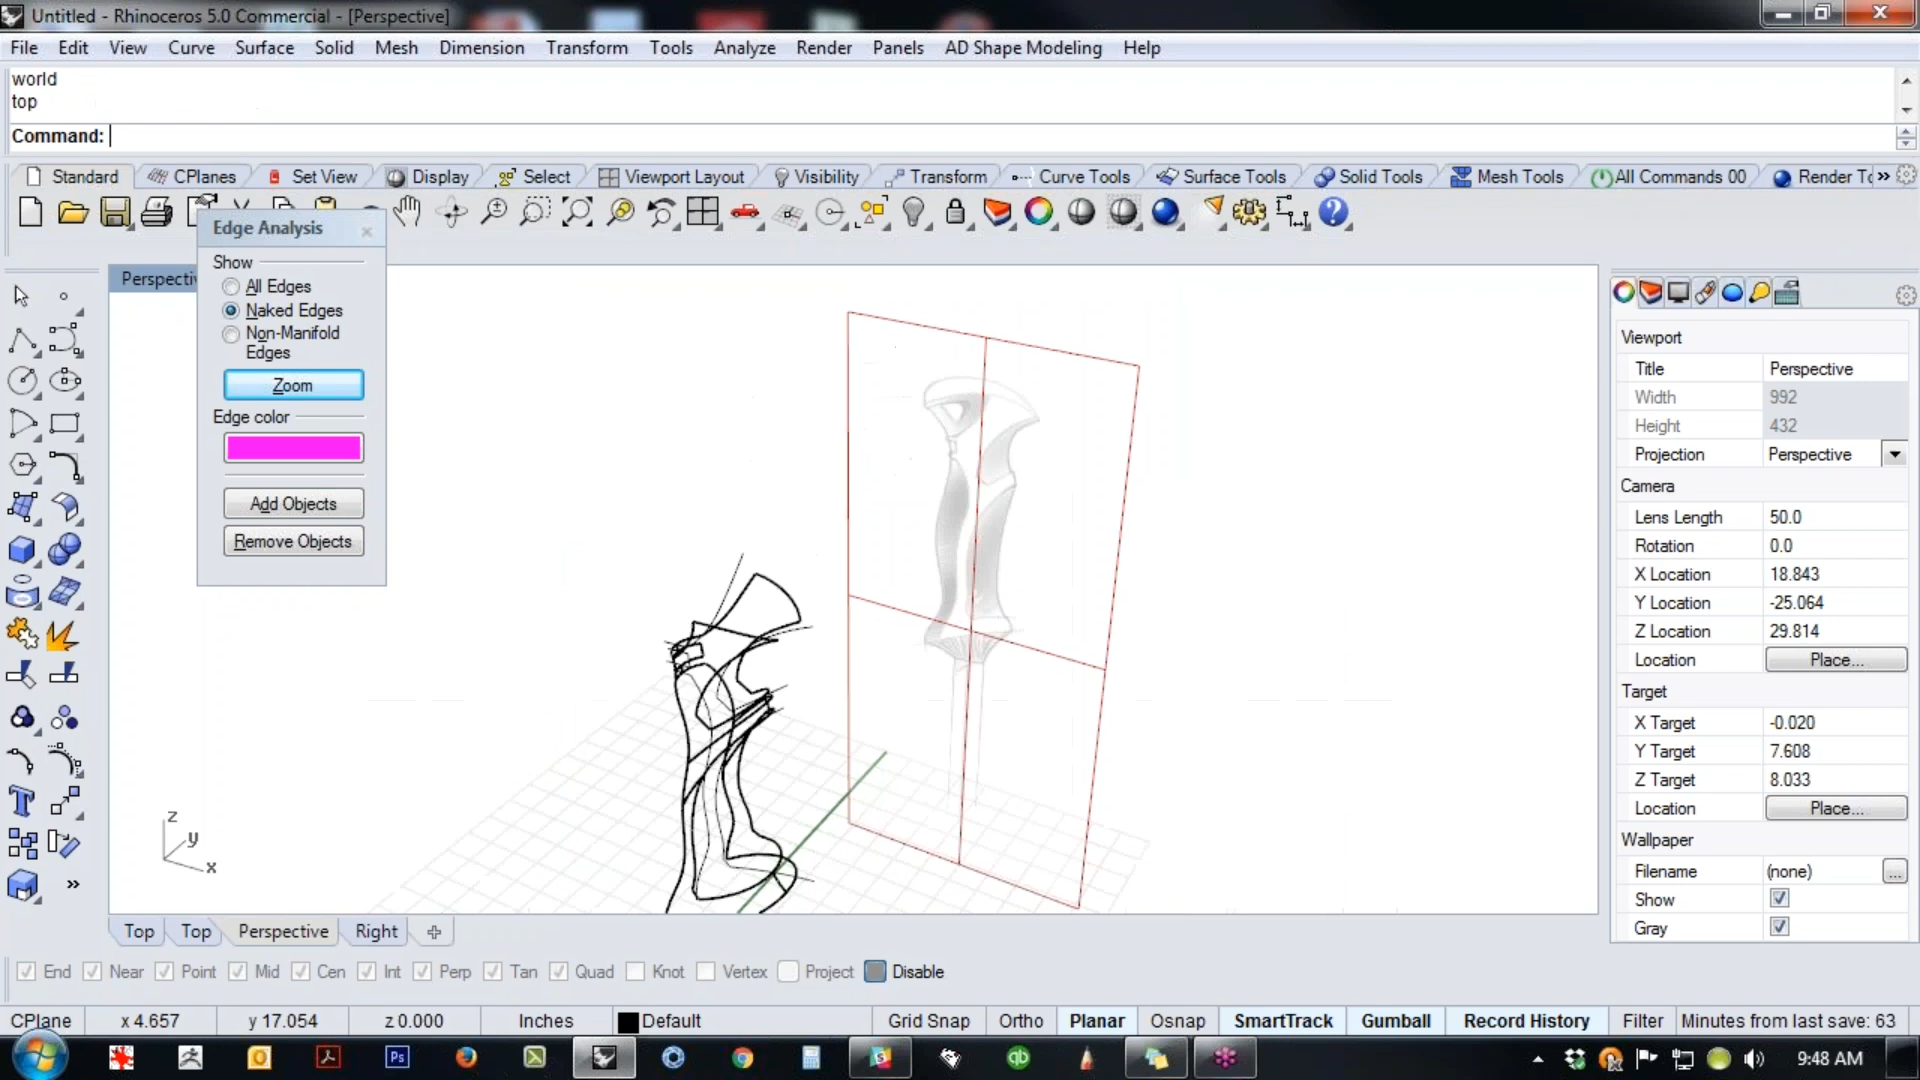 Untitled - Rhinoceros 5.0 Commercial - [Perspective]
File Edit View Curve Surface Solid Mesh Dimension Transform Tools Analyze Render Panels AD Shape Modeling Help
world
top
Command:
Standard CPlanes Set View Display Select Viewport Layout Visibility Transform Curve Tools Surface Tools Solid Tools Mesh Tools All Commands 00 Render To »
Edge Analysis
Show
All Edges
Naked Edges
Non-Manifold
Edges
Zoom
Edge color
Add Objects
Remove Objects
Perspectiv
z
y
x
Viewport
Title Perspective
Width 992
Height 432
Projection Perspective
Camera
Lens Length 50.0
Rotation 0.0
X Location 18.843
Y Location -25.064
Z Location 29.814
Location Place...
Target
X Target -0.020
Y Target 7.608
Z Target 8.033
Location Place...
Wallpaper
Filename (none) ...
Show
Gray
Top Top Perspective Right
End Near Point Mid Cen Int Perp Tan Quad Knot Vertex Project Disable
CPlane x 4.657 y 17.054 z 0.000 Inches Default Grid Snap Ortho Planar Osnap SmartTrack Gumball Record History Filter Minutes from last save: 63
Ps qb 9:48 AM